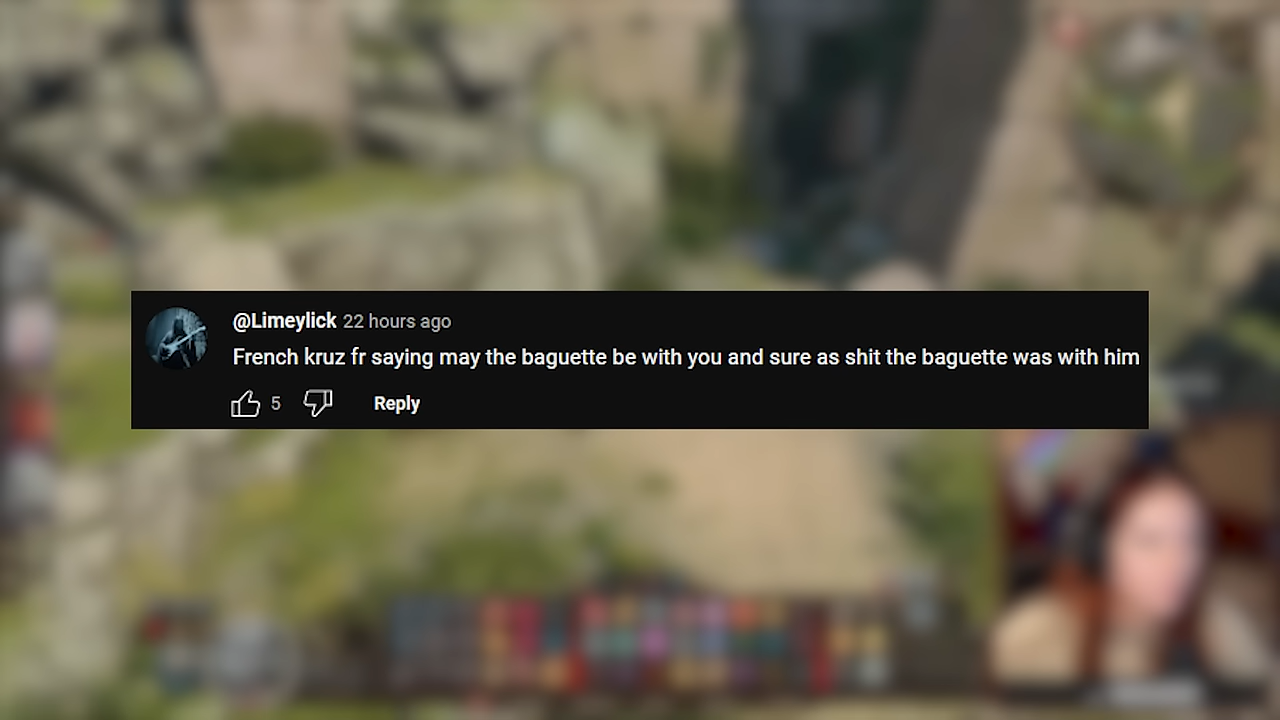 @Limeylick 22 hours ago
French kruz fr saying may the baguette be with you and sure as shit the baguette was with him
5 Reply